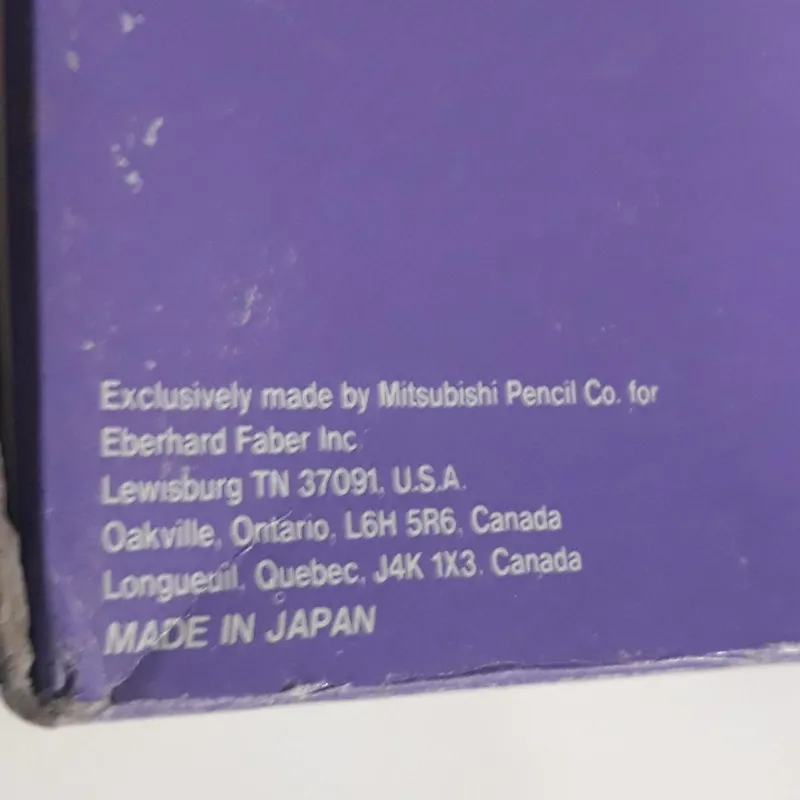 Exclusively made by Mitsubishi Pencil Co. for
Eberhard Faber Inc.
Lewisburg TN 37091, U.S.A.
Oakville, Ontario, L6H 5R6, Canada
Longueuil, Quebec, J4K 1X3, Canada
MADE IN JAPAN